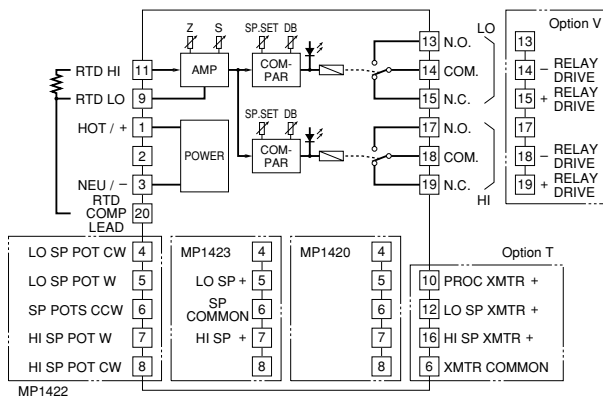 Z S SP.SET DB LO Option V
13 N.O. 13
RTD HI 11 AMP COM-PAR 14 COM. 14 − RELAY DRIVE
RTD LO 9 15 N.C. 15 + RELAY DRIVE
HOT / + 1 SP.SET DB 17 N.O. 17
2 POWER COM-PAR 18 COM. 18 − RELAY DRIVE
NEU / − 3 19 N.C. 19 + RELAY DRIVE
HI
RTD COMP LEAD 20
LO SP POT CW 4 MP1423 4 MP1420 4 Option T
LO SP POT W 5 LO SP + 5 5 10 PROC XMTR +
SP POTS CCW 6 SP COMMON 6 6 12 LO SP XMTR +
HI SP POT W 7 HI SP + 7 7 16 HI SP XMTR +
HI SP POT CW 8 8 8 6 XMTR COMMON
MP1422